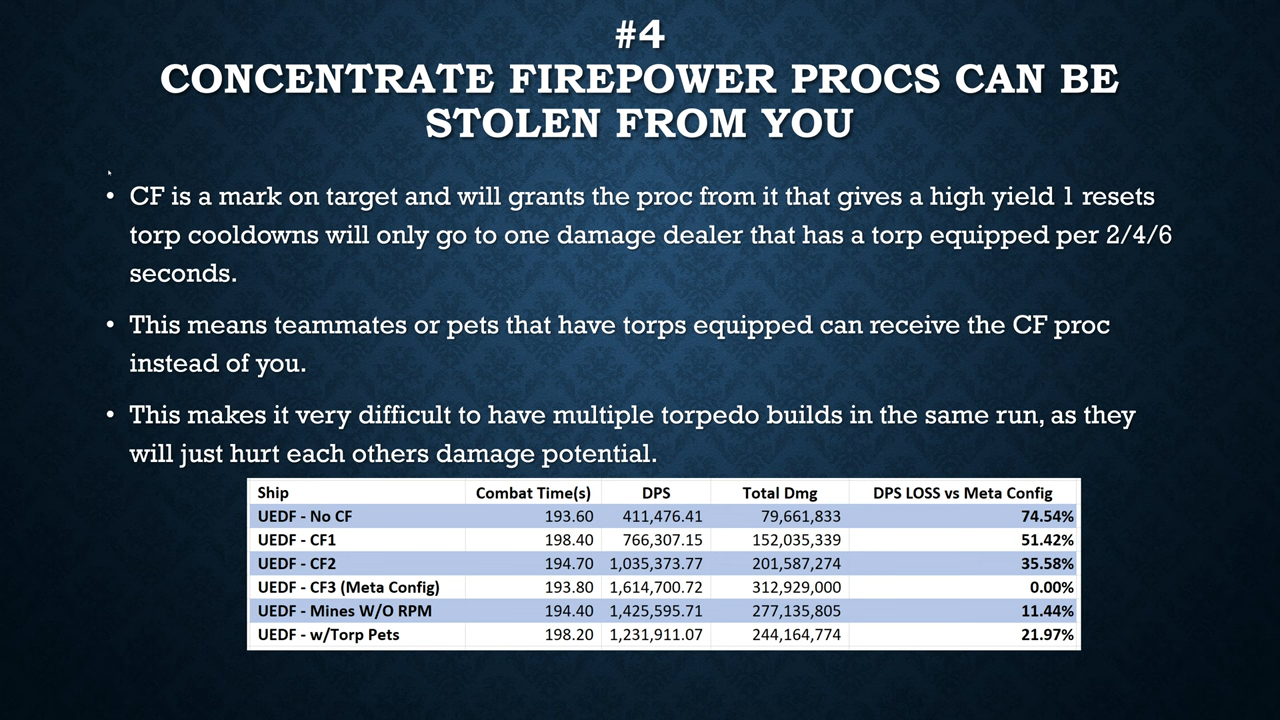 #4
CONCENTRATE FIREPOWER PROCS CAN BE
STOLEN FROM YOU
• CF is a mark on target and will grants the proc from it that gives a high yield 1 resets
torp cooldowns will only go to one damage dealer that has a torp equipped per 2/4/6
seconds.
• This means teammates or pets that have torps equipped can receive the CF proc
instead of you.
• This makes it very difficult to have multiple torpedo builds in the same run, as they
will just hurt each others damage potential.
Ship Combat Time(s) DPS Total Dmg DPS LOSS vs Meta Config
UEDF - No CF 193.60 411,476.41 79,661,833 74.54%
UEDF - CF1 198.40 766,307.15 152,035,339 51.42%
UEDF - CF2 194.70 1,035,373.77 201,587,274 35.58%
UEDF - CF3 (Meta Config) 193.80 1,614,700.72 312,929,000 0.00%
UEDF - Mines W/O RPM 194.40 1,425,595.71 277,135,805 11.44%
UEDF - w/Torp Pets 198.20 1,231,911.07 244,164,774 21.97%